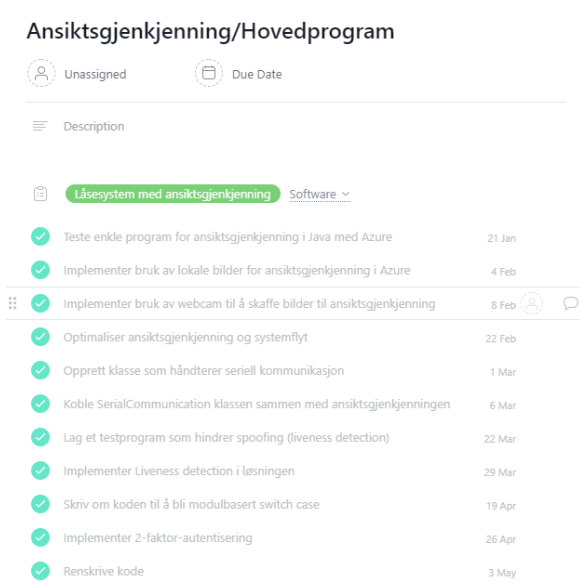 Ansiktsgjenkjenning/Hovedprogram
Unassigned
Due Date
Description
Låsesystem med ansiktsgjenkjenning Software
Teste enkle program for ansiktsgjenkjenning i Java med Azure 21 Jan
Implementer bruk av lokale bilder for ansiktsgjenkjenning i Azure 4 Feb
Implementer bruk av webcam til å skaffe bilder til ansiktsgjenkjenning 8 Feb
Optimaliser ansiktsgjenkjenning og systemflyt 22 Feb
Opprett klasse som håndterer seriell kommunikasjon 1 Mar
Koble SerialCommunication klassen sammen med ansiktsgjenkjenningen 6 Mar
Lag et testprogram som hindrer spoofing (liveness detection) 22 Mar
Implementer Liveness detection i løsningen 29 Mar
Skriv om koden til å bli modulbasert switch case 19 Apr
Implementer 2-faktor-autentisering 26 Apr
Renskrive kode 3 May